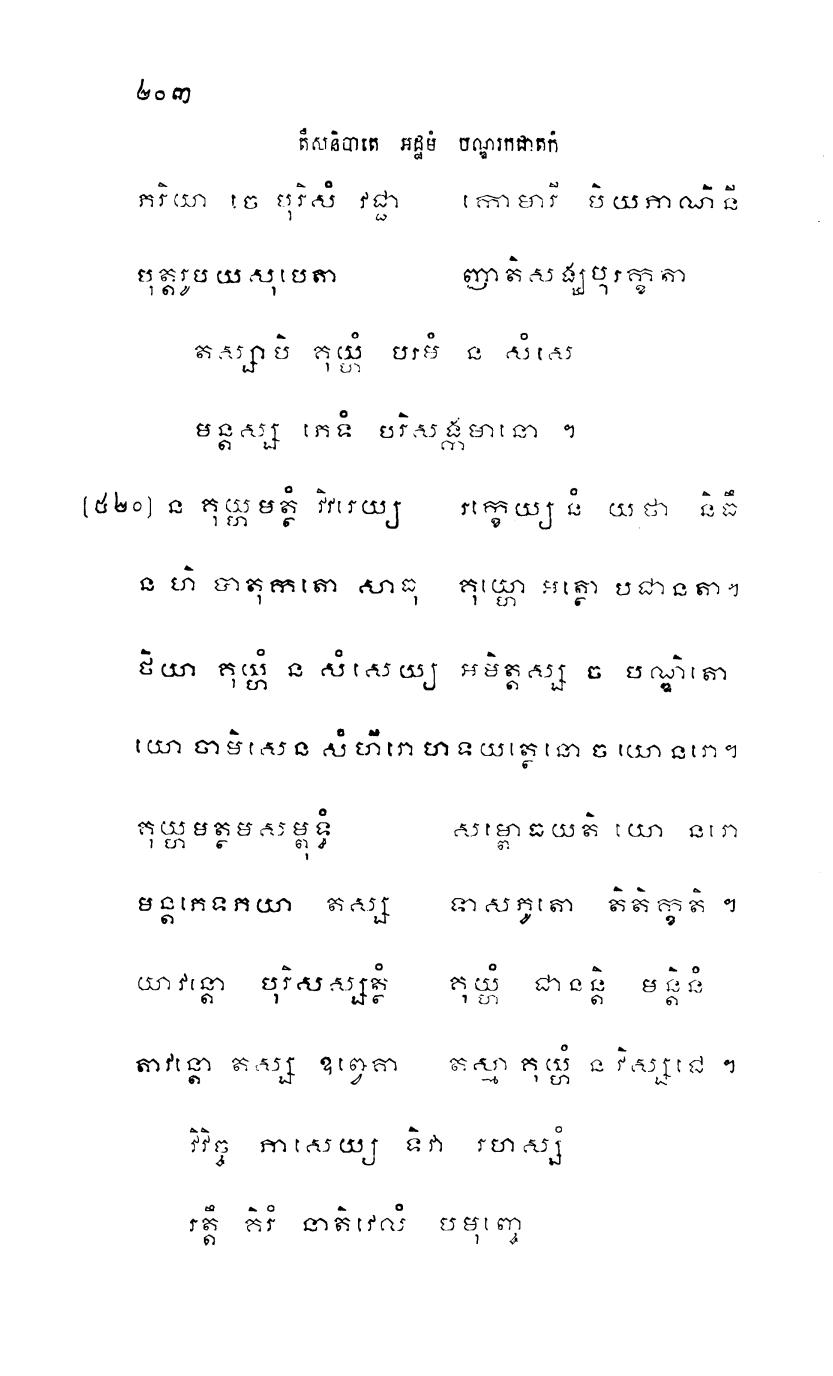 ២០៣
តឹសនិបាតេ អដ្ឋមំ បណ្ឌរកជាតកំ
ភរិយា ចេ បុរិសំ វជ្ជា កោមារី បិយភាណិនី
បុត្តរូបយសុបេតា ញាតិសង្ឃបុរក្ខតា
តស្សាបិ គុយ្ហំ បរមំ ន សំសេ
មន្តស្ស ភេទំ បរិសង្កមានោ ។
[៥២០] ន គុយ្ហមត្ថំ វិវរេយ្យ រក្ខេយ្យ នំ យថា និធឹ
ន ហិ បាតុកតោ សាធុ គុយ្ហោ អត្ថោ បជានតា។
ថិយា គុយ្ហំ ន សំសេយ្យ អមិត្តស្ស ច បណ្ឌិតោ
យោ ចាមិសេន សំហីរោ ហទយត្ថេនោ ច យោ នរោ។
គុយ្ហមត្ថមសម្ពុទ្ធំ សម្ពោធយតិ យោ នរោ
មន្តភេទភយា តស្ស ទាសភូតោ តិតិក្ខតិ ។
យាវន្តោ បុរិសស្សត្ថំ គុយ្ហំ ជានន្តិ មន្តិនំ
តាវន្តោ តស្ស ឧព្វេគា តស្មា គុយ្ហំ ន វិស្សជេ ។
វិវិច្ច ភាសេយ្យ ទិវា រហស្សំ
រត្តឹ គិរំ នាតិវេលំ បមុញ្ចេ